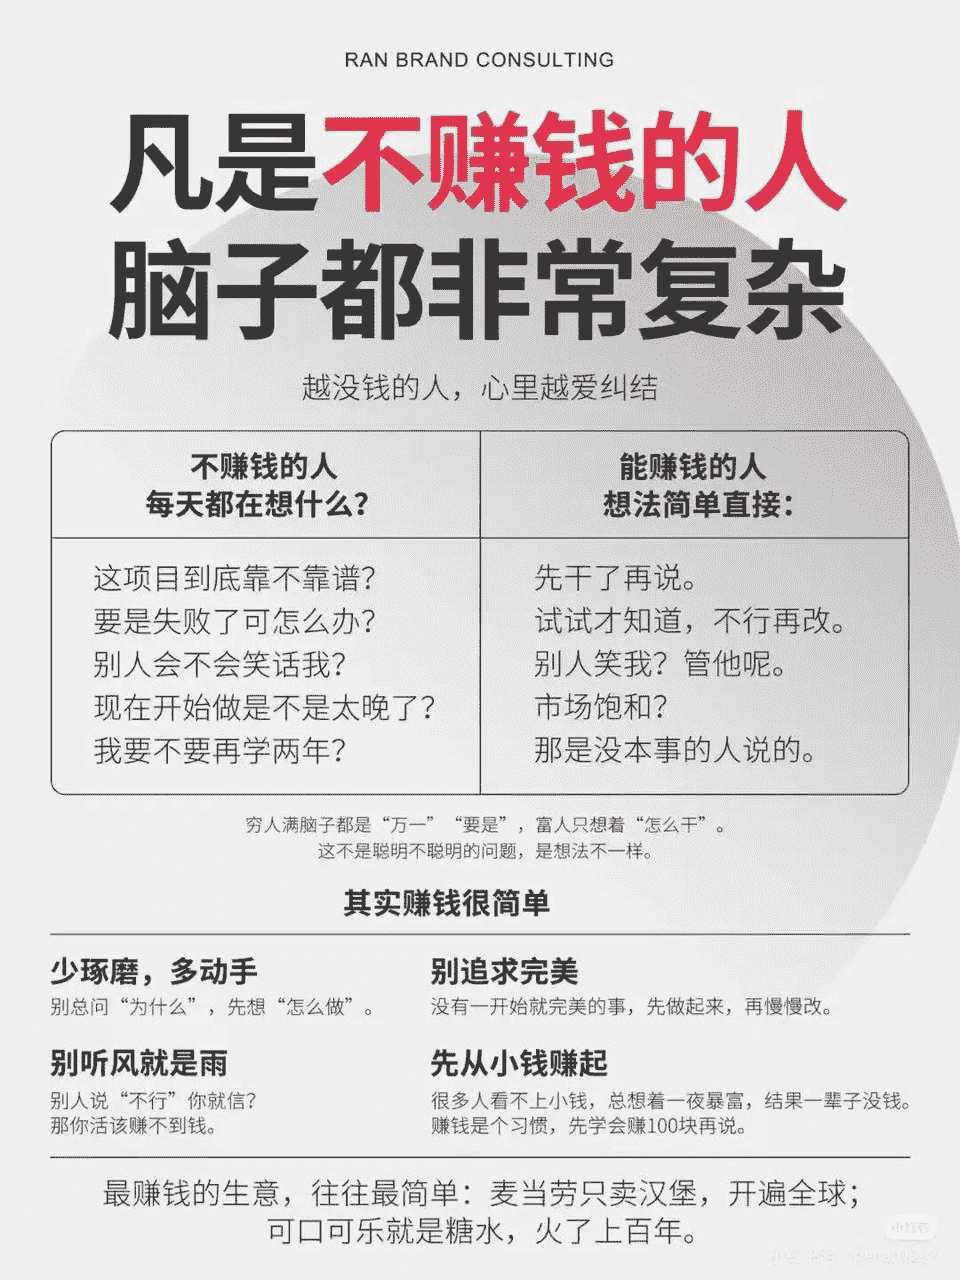 RAN BRAND CONSULTING
凡是不赚钱的人
脑子都非常复杂
越没钱的人，心里越爱纠结
不赚钱的人
每天都在想什么？
能赚钱的人
想法简单直接：
这项目到底靠不靠谱？
要是失败了可怎么办？
别人会不会笑话我？
现在开始做是不是太晚了？
我要不要再学两年？
先干了再说。
试试才知道，不行再改。
别人笑我？管他呢。
市场饱和？
那是没本事的人说的。
穷人满脑子都是“万一”“要是”，富人只想着“怎么干”。
这不是聪明不聪明的问题，是想法不一样。
其实赚钱很简单
少琢磨，多动手
别总问“为什么”，先想“怎么做”。
别追求完美
没有一开始就完美的事，先做起来，再慢慢改。
别听风就是雨
别人说“不行”你就信？
那你活该赚不到钱。
先从小钱赚起
很多人看不上小钱，总想着一夜暴富，结果一辈子没钱。
赚钱是个习惯，先学会赚100块再说。
最赚钱的生意，往往最简单：麦当劳只卖汉堡，开遍全球；
可口可乐就是糖水，火了上百年。
小红书